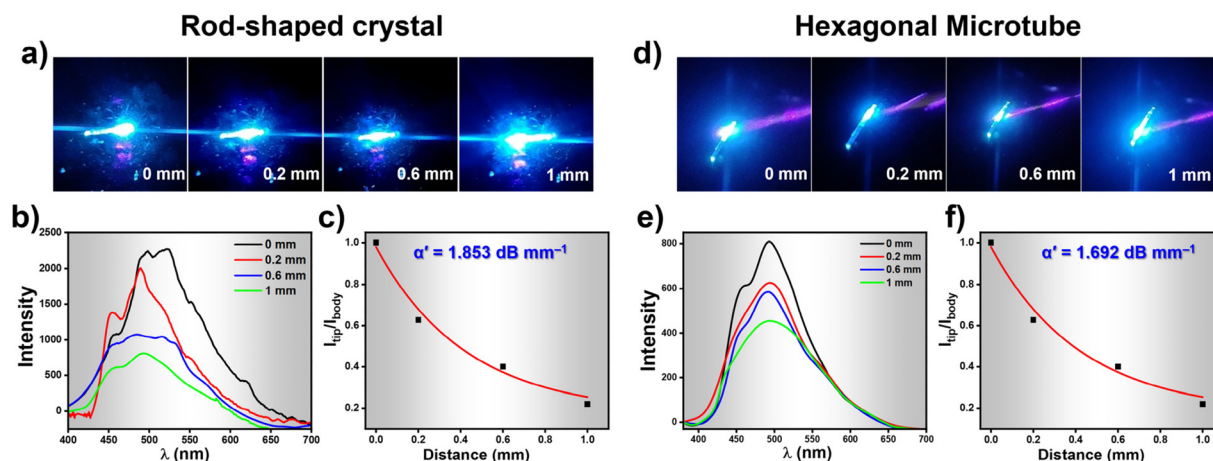 Rod-shaped crystal
Hexagonal Microtube
a)
0 mm
0.2 mm
0.6 mm
1 mm
d)
0 mm
0.2 mm
0.6 mm
1 mm
b)
2500
2000
1500
1000
500
0
Intensity
0 mm
0.2 mm
0.6 mm
1 mm
400 450 500 550 600 650 700
λ (nm)
c)
1.0
0.8
0.6
0.4
0.2
Itip/Ibody
α′ = 1.853 dB mm⁻¹
0.0 0.2 0.4 0.6 0.8 1.0
Distance (mm)
e)
800
600
400
200
0
Intensity
0 mm
0.2 mm
0.6 mm
1 mm
400 450 500 550 600 650 700
λ (nm)
f)
1.0
0.8
0.6
0.4
0.2
Itip/Ibody
α′ = 1.692 dB mm⁻¹
0.0 0.2 0.4 0.6 0.8 1.0
Distance (mm)